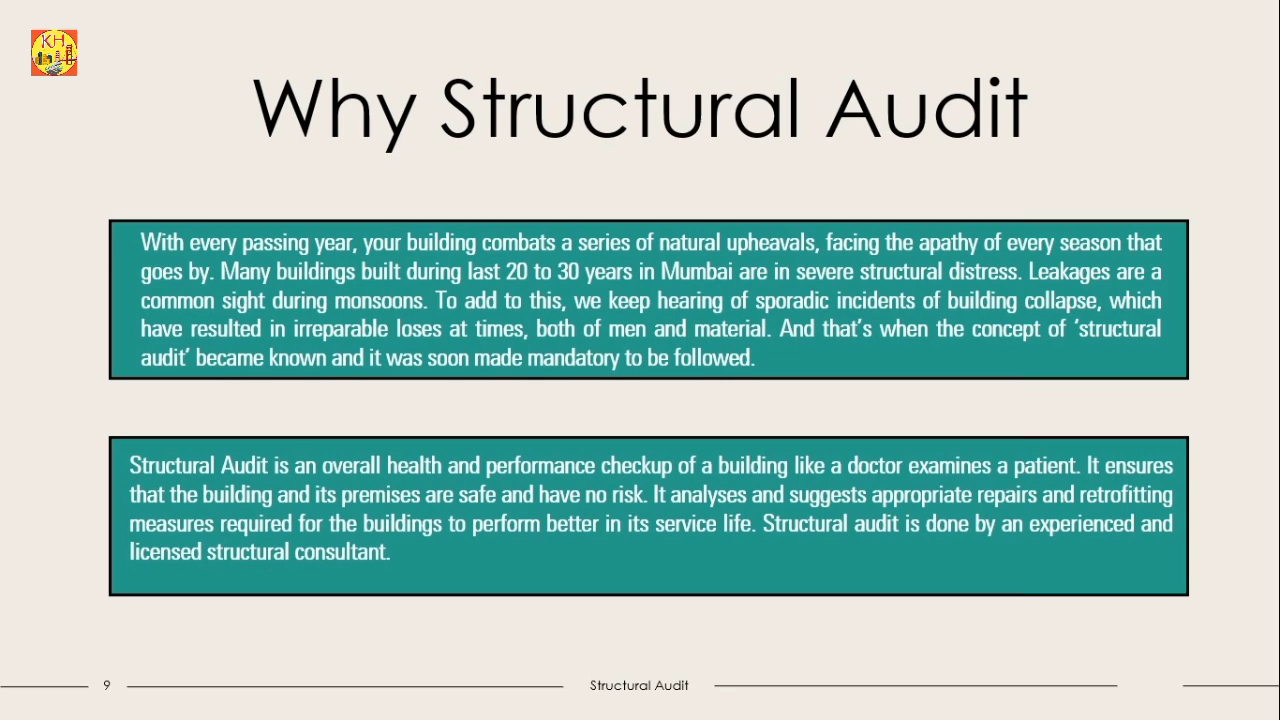 KH
Why Structural Audit
With every passing year, your building combats a series of natural upheavals, facing the apathy of every season that
goes by. Many buildings built during last 20 to 30 years in Mumbai are in severe structural distress. Leakages are a
common sight during monsoons. To add to this, we keep hearing of sporadic incidents of building collapse, which
have resulted in irreparable loses at times, both of men and material. And that’s when the concept of ‘structural
audit’ became known and it was soon made mandatory to be followed.
Structural Audit is an overall health and performance checkup of a building like a doctor examines a patient. It ensures
that the building and its premises are safe and have no risk. It analyses and suggests appropriate repairs and retrofitting
measures required for the buildings to perform better in its service life. Structural audit is done by an experienced and
licensed structural consultant.
9
Structural Audit